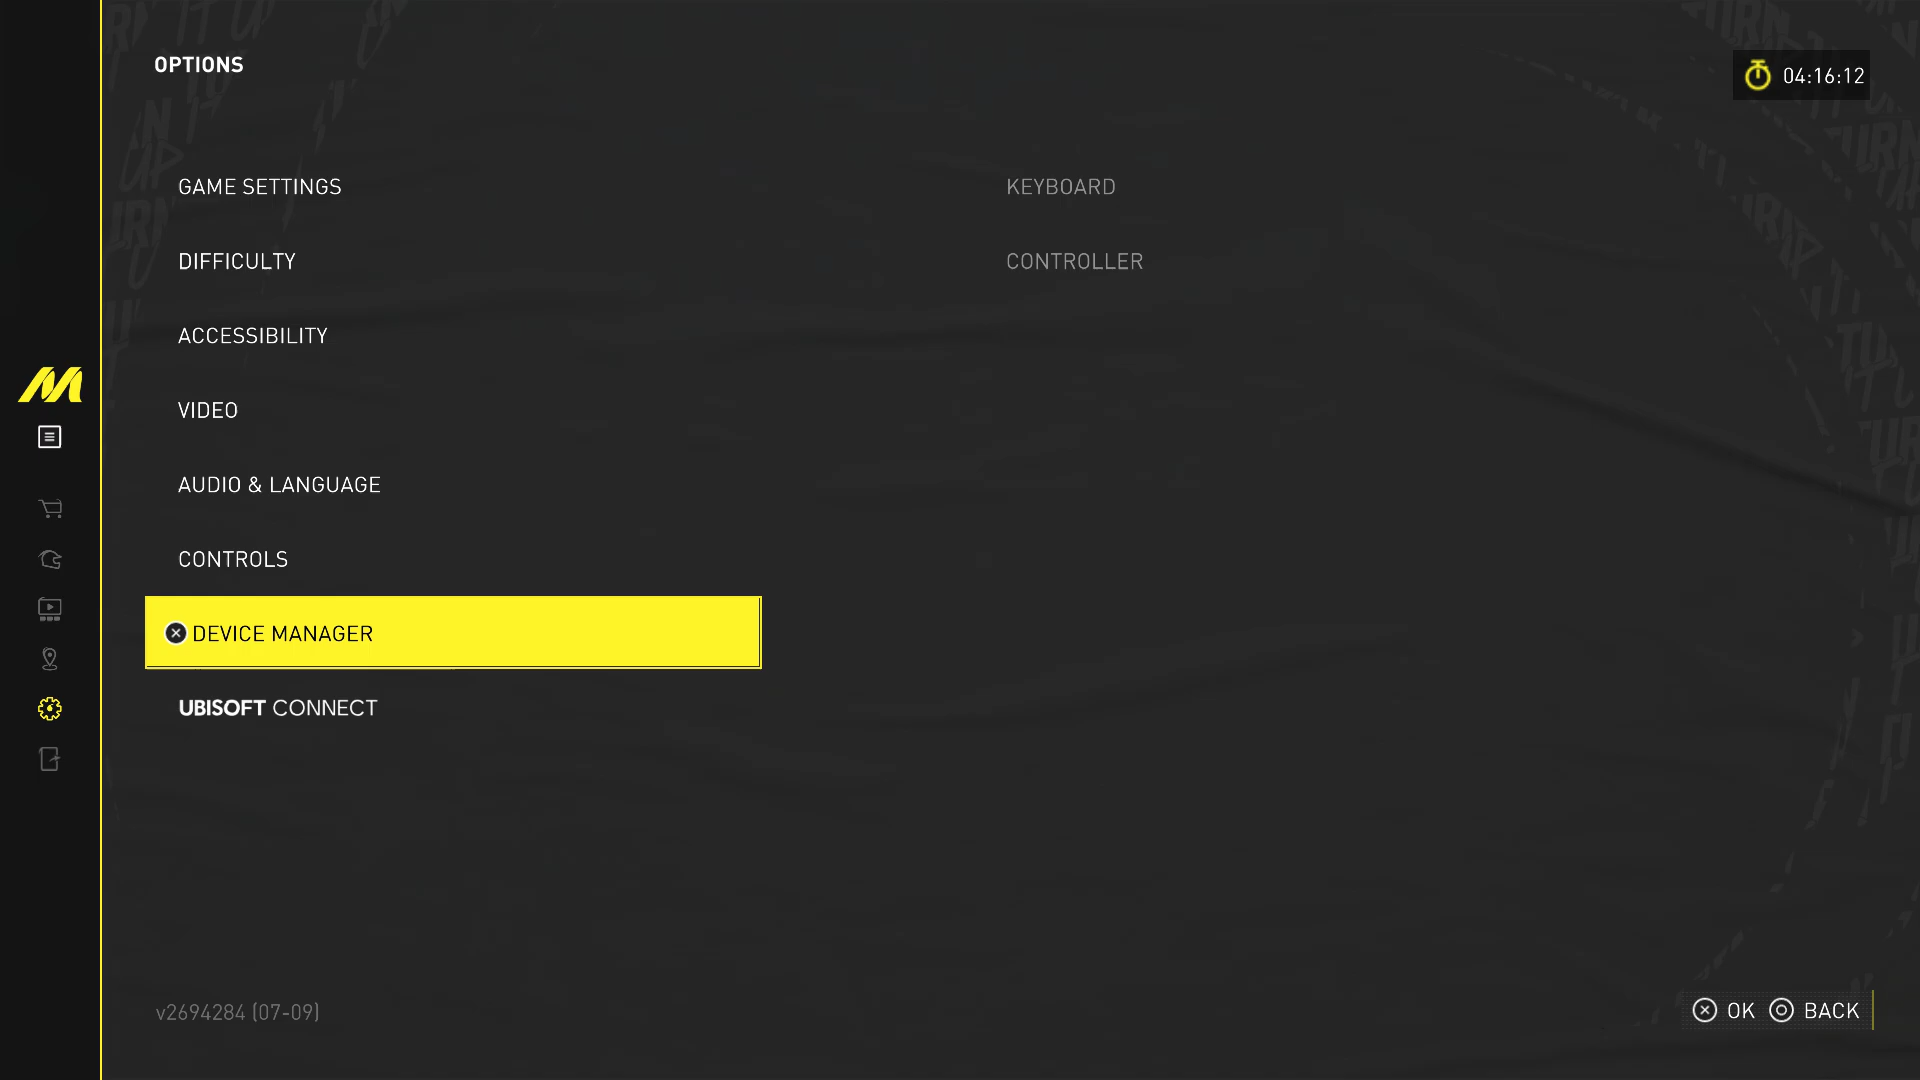 OPTIONS
04:16:12
GAME SETTINGS
KEYBOARD
DIFFICULTY
CONTROLLER
ACCESSIBILITY
VIDEO
AUDIO & LANGUAGE
CONTROLS
DEVICE MANAGER
UBISOFT CONNECT
v2694284 (07-09)
OK BACK